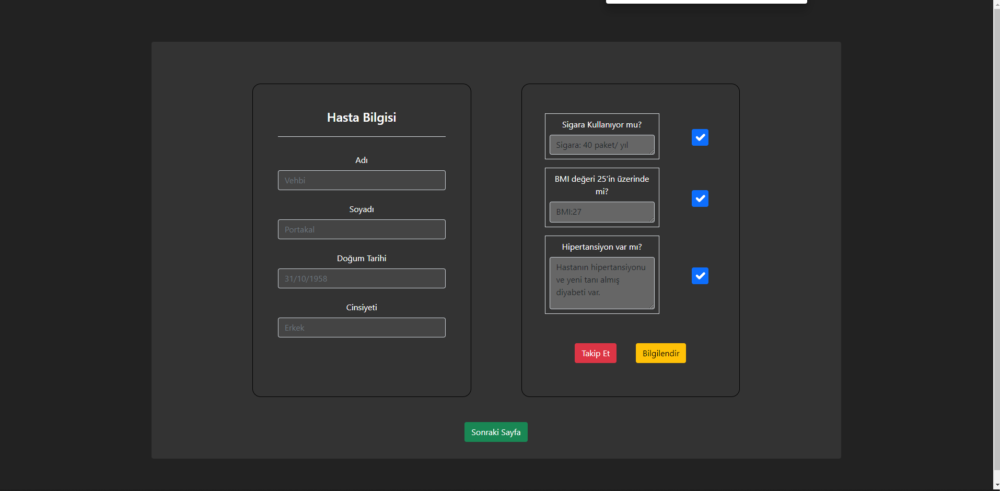 Hasta Bilgisi
Adı
Vehbi
Soyadı
Portakal
Doğum Tarihi
31/10/1958
Cinsiyeti
Erkek
Sigara Kullanıyor mu?
Sigara: 40 paket/ yıl
BMI değeri 25'in üzerinde
mi?
BMI:27
Hipertansiyon var mı?
Hastanın hipertansiyonu
ve yeni tanı almış
diyabeti var.
Takip Et
Bilgilendir
Sonraki Sayfa